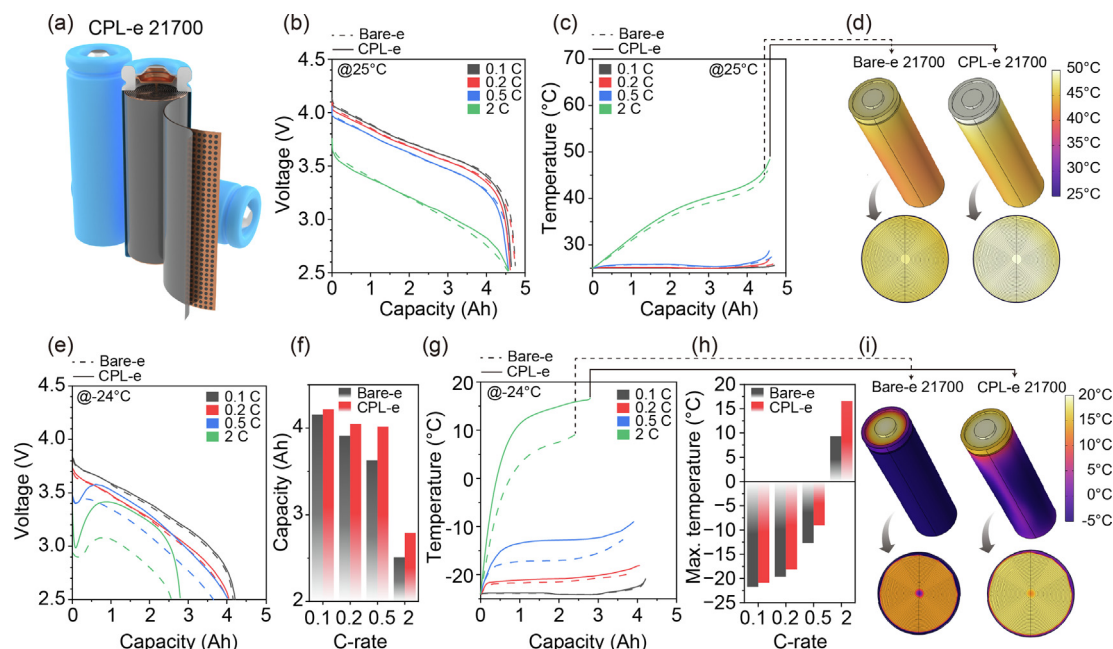 (a)
CPL-e 21700
(b)
Bare-e
CPL-e
@25°C
0.1 C
0.2 C
0.5 C
2 C
Voltage (V)
4.5
4.0
3.5
3.0
2.5
0 1 2 3 4 5
Capacity (Ah)
(c)
@25°C
0.1 C
0.2 C
0.5 C
2 C
Temperature (°C)
70
60
50
40
30
0 1 2 3 4 5
Capacity (Ah)
(d)
Bare-e 21700
CPL-e 21700
50°C
45°C
40°C
35°C
30°C
25°C
(e)
Bare-e
CPL-e
@-24°C
0.1 C
0.2 C
0.5 C
2 C
Voltage (V)
4.5
4.0
3.5
3.0
2.5
0 1 2 3 4 5
Capacity (Ah)
(f)
Bare-e
CPL-e
Capacity (Ah)
4
3
2
0.1 0.2 0.5 2
C-rate
(g)
Bare-e
CPL-e
@-24°C
0.1 C
0.2 C
0.5 C
2 C
Temperature (°C)
20
10
0
-10
-20
0 1 2 3 4 5
Capacity (Ah)
(h)
Bare-e
CPL-e
Max. temperature (°C)
20
15
10
5
0
−5
−10
−15
−20
−25
0.1 0.2 0.5 2
C-rate
(i)
Bare-e 21700
CPL-e 21700
20°C
15°C
10°C
5°C
0°C
-5°C